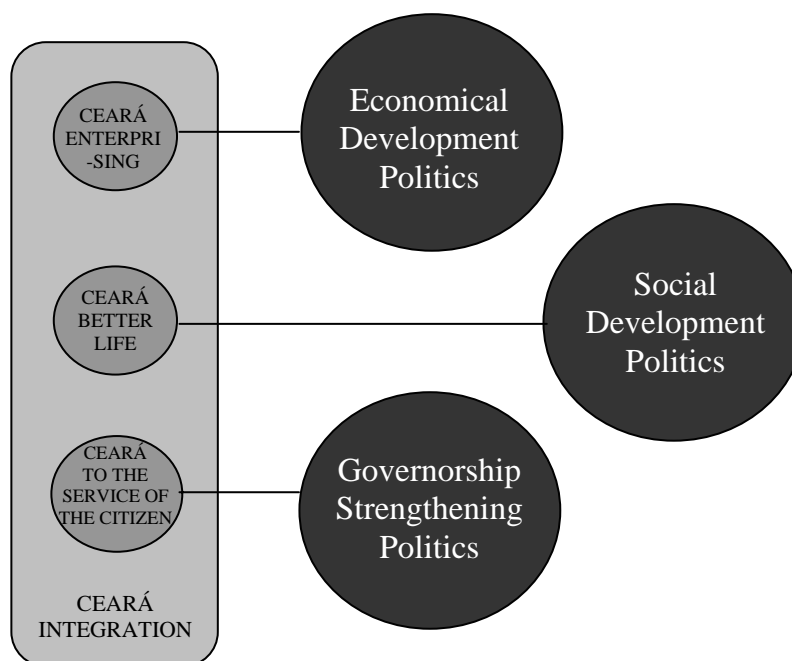 CEARÁ
ENTERPRI
-SING
Economical
Development
Politics
CEARÁ
BETTER
LIFE
Social
Development
Politics
CEARÁ
TO THE
SERVICE OF
THE CITIZEN
Governorship
Strengthening
Politics
CEARÁ
INTEGRATION